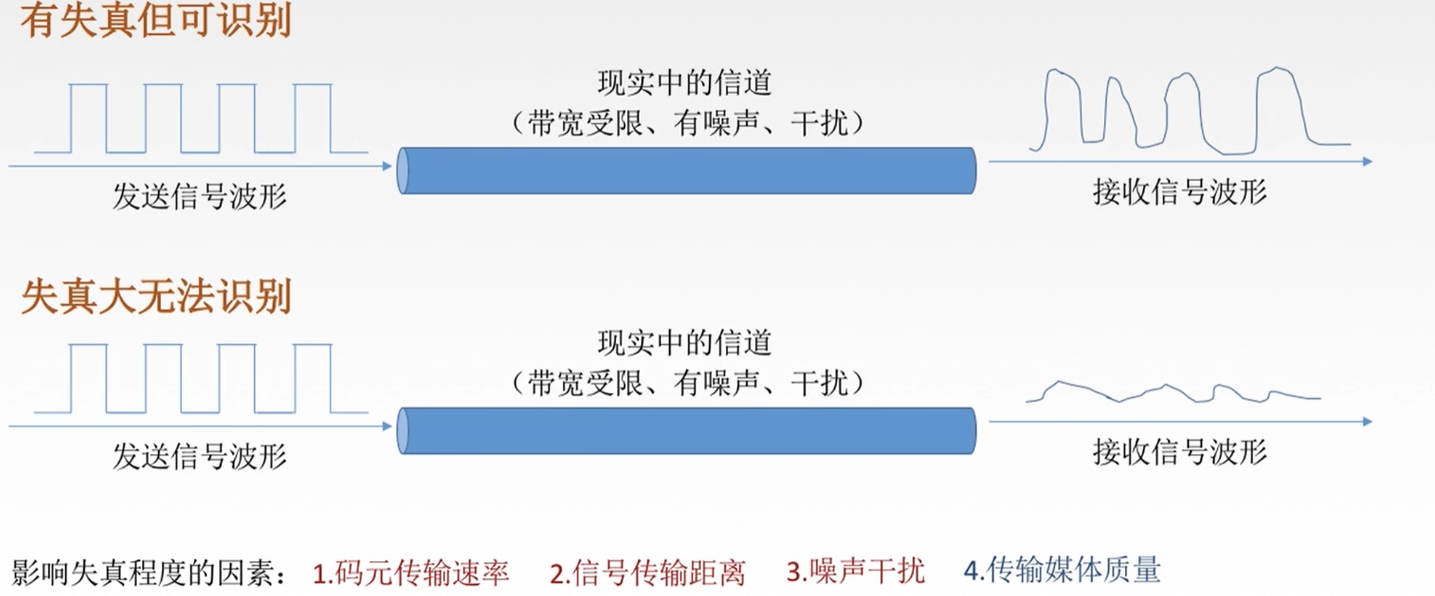 有失真但可识别
现实中的信道
（带宽受限、有噪声、干扰）
发送信号波形
接收信号波形
失真大无法识别
现实中的信道
（带宽受限、有噪声、干扰）
发送信号波形
接收信号波形
影响失真程度的因素： 1.码元传输速率 2.信号传输距离 3.噪声干扰 4.传输媒体质量